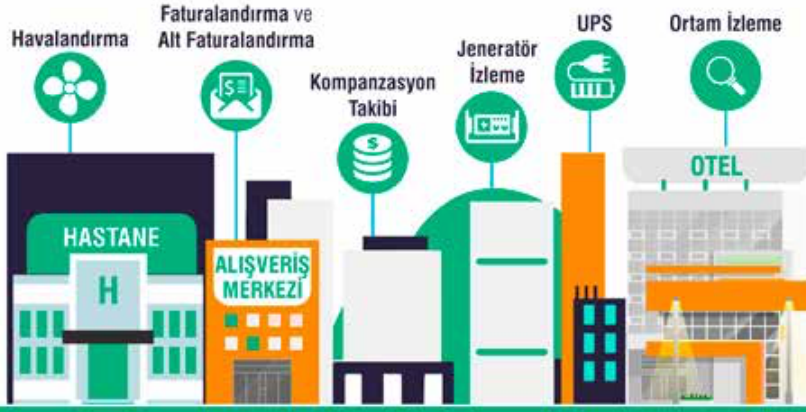 Havalandırma
Faturalandırma ve
Alt Faturalandırma
Kompanzasyon
Takibi
Jeneratör
İzleme
UPS
Ortam İzleme
HASTANE
H
ALIŞVERİŞ
MERKEZİ
OTEL
$
$